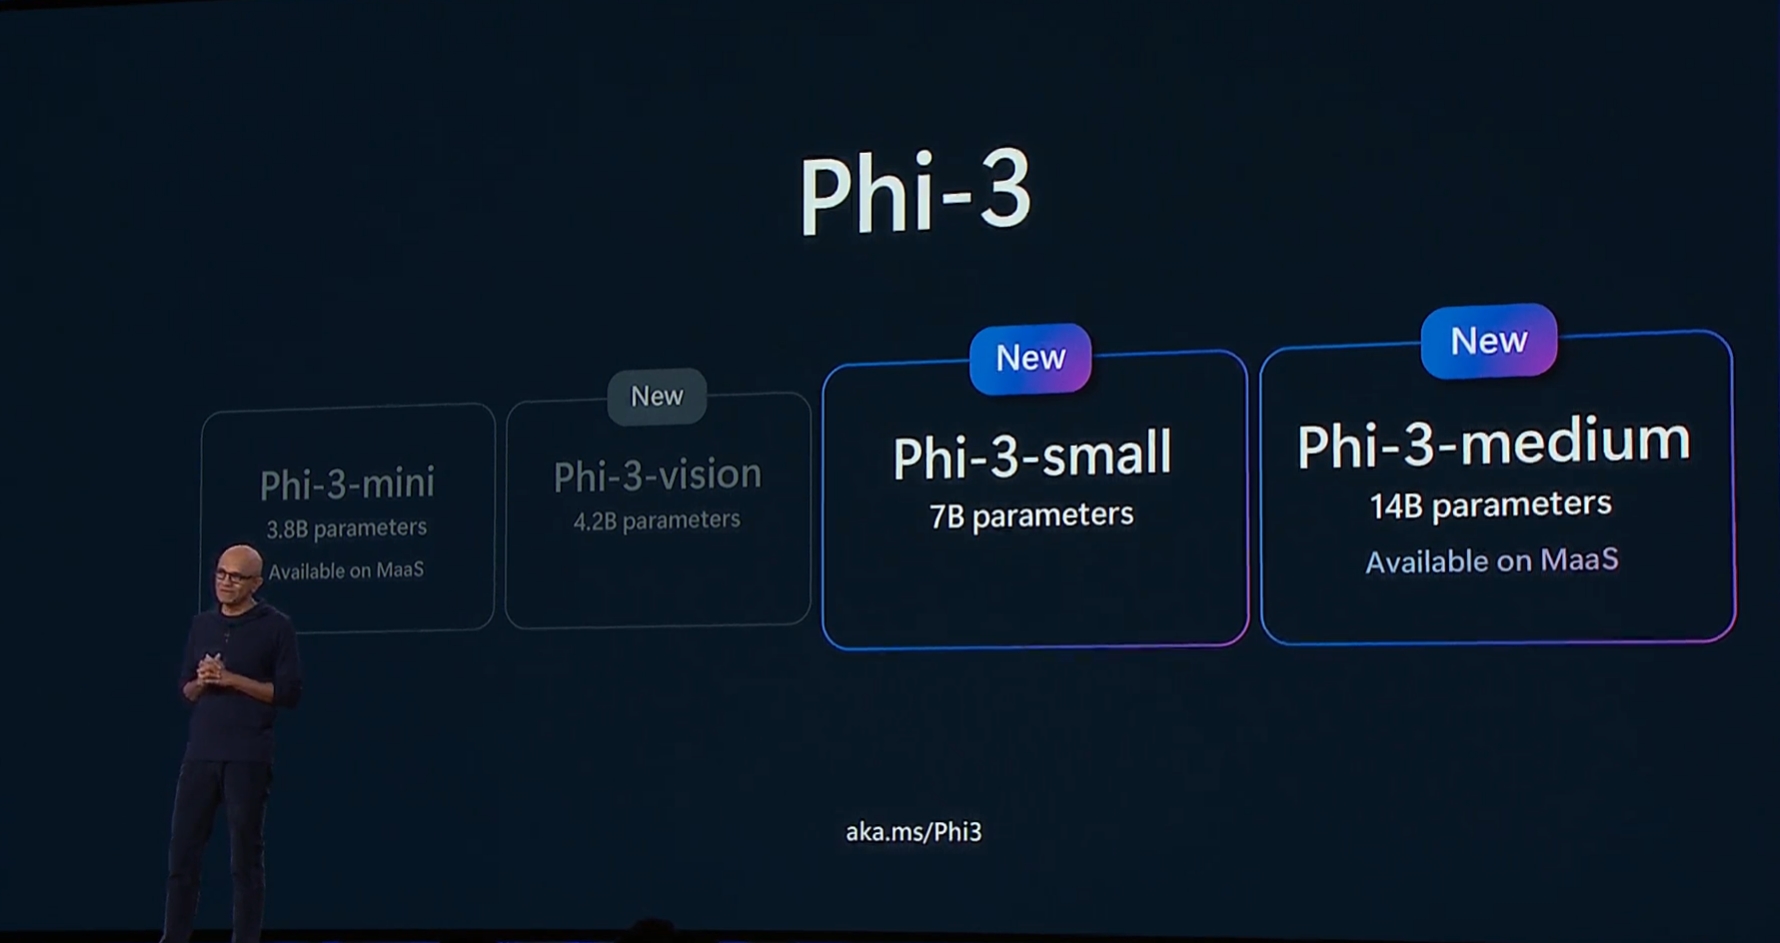 Phi-3
Phi-3-mini
3.8B parameters
Available on MaaS
New
Phi-3-vision
4.2B parameters
New
Phi-3-small
7B parameters
New
Phi-3-medium
14B parameters
Available on MaaS
aka.ms/Phi3